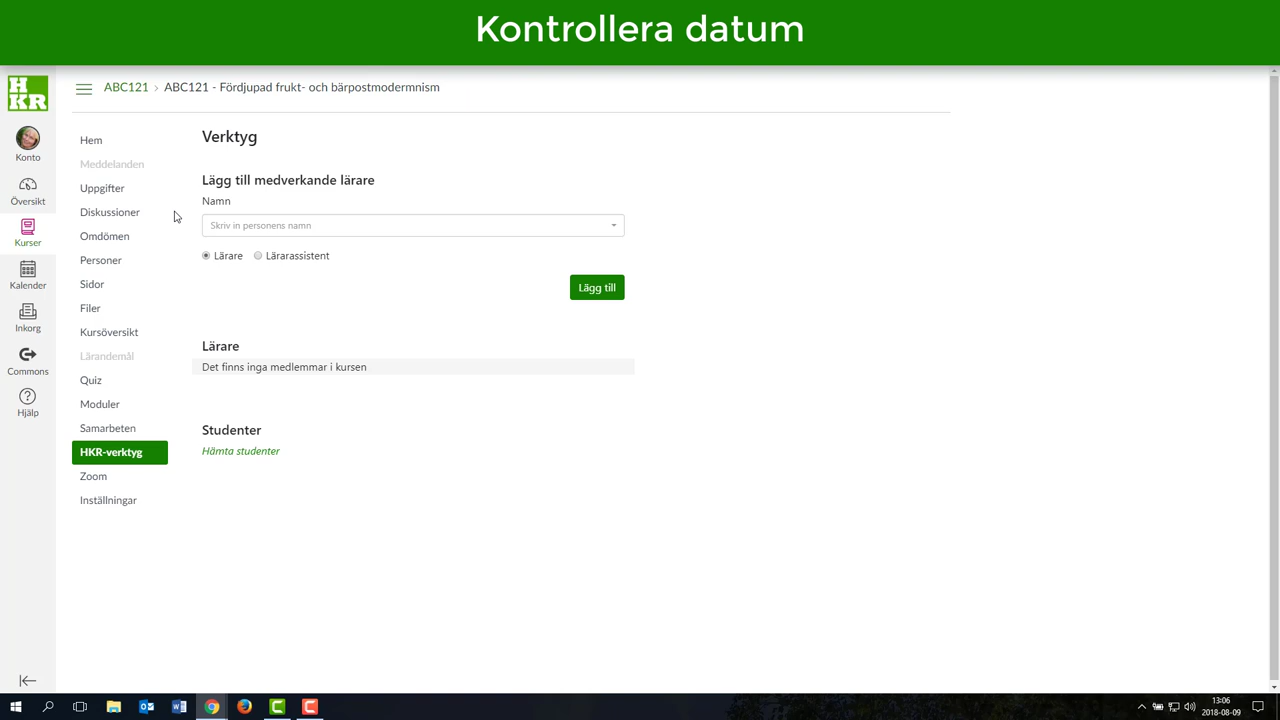 Kontrollera datum
HKR
ABC121 > ABC121 - Fördjupad frukt- och bärpostmodermnism
Konto
Översikt
Kurser
Kalender
Inkorg
Commons
Hjälp
Hem
Meddelanden
Uppgifter
Diskussioner
Omdömen
Personer
Sidor
Filer
Kursöversikt
Lärandemål
Quiz
Moduler
Samarbeten
HKR-verktyg
Zoom
Inställningar
Verktyg
Lägg till medverkande lärare
Namn
Skriv in personens namn
Lärare Lärarassistent
Lägg till
Lärare
Det finns inga medlemmar i kursen
Studenter
Hämta studenter
13:06
2018-08-09